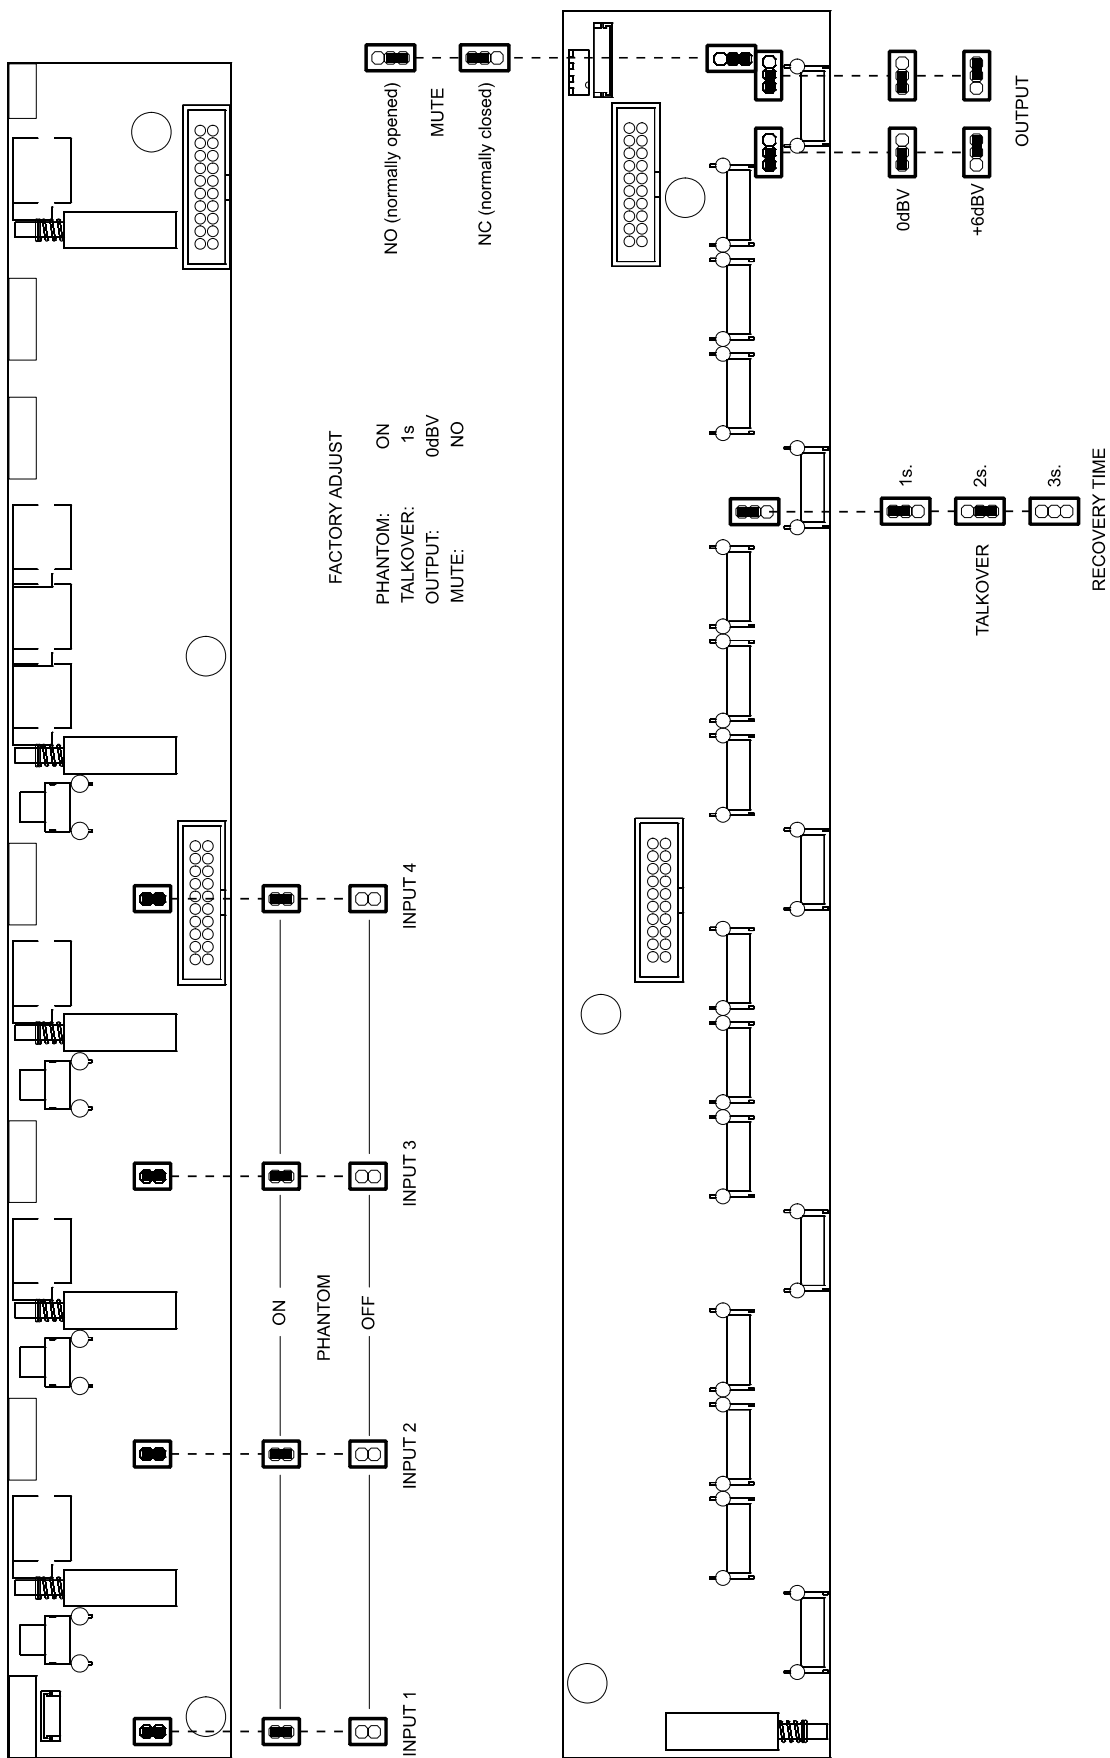 NO (normally opened)
MUTE
NC (normally closed)
0dBV
+6dBV
OUTPUT
FACTORY ADJUST
PHANTOM: ON
TALKOVER: 1s
OUTPUT: 0dBV
MUTE: NO
1s.
2s.
3s.
TALKOVER
RECOVERY TIME
INPUT 1
INPUT 2
INPUT 3
INPUT 4
ON
PHANTOM
OFF